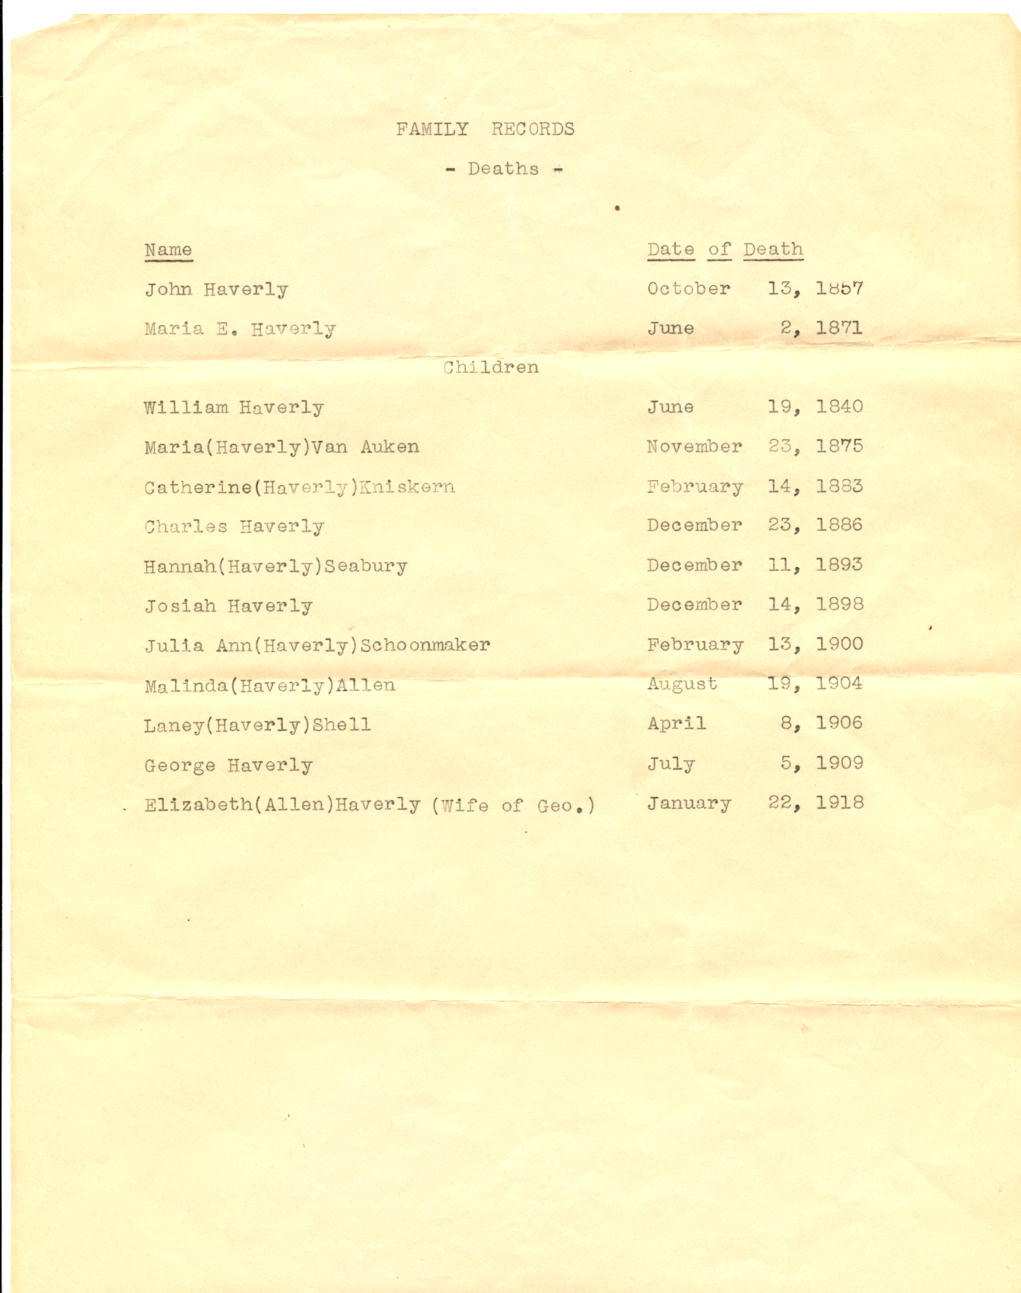 FAMILY RECORDS
- Deaths -
Name Date of Death
John Haverly October 13, 1857
Maria E. Haverly June 2, 1871
Children
William Haverly June 19, 1840
Maria(Haverly)Van Auken November 23, 1875
Catherine(Haverly)Kniskern February 14, 1883
Charles Haverly December 23, 1886
Hannah(Haverly)Seabury December 11, 1893
Josiah Haverly December 14, 1898
Julia Ann(Haverly)Schoonmaker February 13, 1900
Malinda(Haverly)Allen August 19, 1904
Laney(Haverly)Shell April 8, 1906
George Haverly July 5, 1909
Elizabeth(Allen)Haverly (Wife of Geo.) January 22, 1918